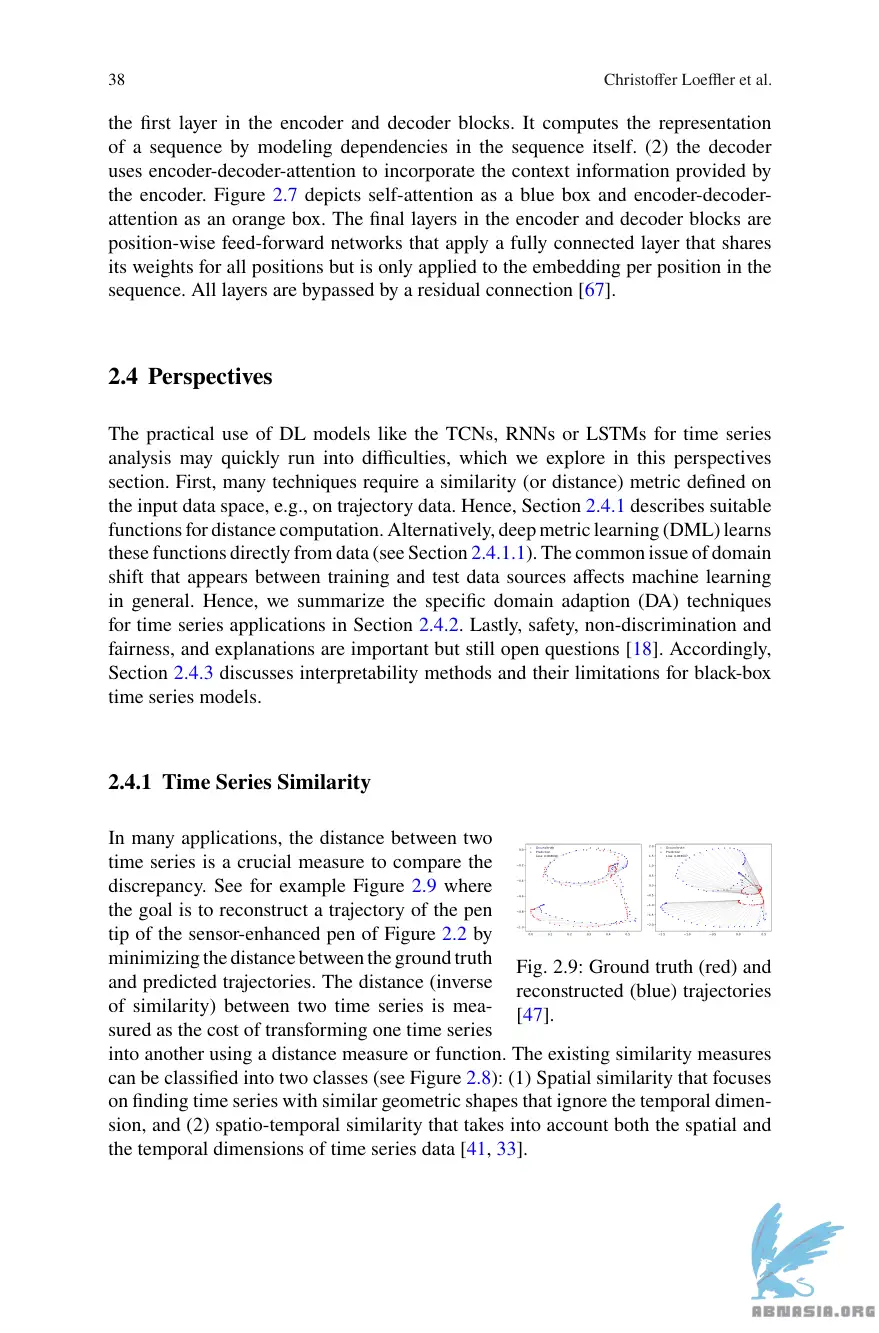 38
Christoffer Loeffler et al.
the first layer in the encoder and decoder blocks. It computes the representation
of a sequence by modeling dependencies in the sequence itself. (2) the decoder
uses encoder-decoder-attention to incorporate the context information provided by
the encoder. Figure 2.7 depicts self-attention as a blue box and encoder-decoder-
attention as an orange box. The final layers in the encoder and decoder blocks are
position-wise feed-forward networks that apply a fully connected layer that shares
its weights for all positions but is only applied to the embedding per position in the
sequence. All layers are bypassed by a residual connection [67].
2.4 Perspectives
The practical use of DL models like the TCNs, RNNs or LSTMs for time series
analysis may quickly run into difficulties, which we explore in this perspectives
section. First, many techniques require a similarity (or distance) metric defined on
the input data space, e.g., on trajectory data. Hence, Section 2.4.1 describes suitable
functions for distance computation. Alternatively, deep metric learning (DML) learns
these functions directly from data (see Section 2.4.1.1). The common issue of domain
shift that appears between training and test data sources affects machine learning
in general. Hence, we summarize the specific domain adaption (DA) techniques
for time series applications in Section 2.4.2. Lastly, safety, non-discrimination and
fairness, and explanations are important but still open questions [18]. Accordingly,
Section 2.4.3 discusses interpretability methods and their limitations for black-box
time series models.
2.4.1 Time Series Similarity
In many applications, the distance between two
time series is a crucial measure to compare the
discrepancy. See for example Figure 2.9 where
the goal is to reconstruct a trajectory of the pen
tip of the sensor-enhanced pen of Figure 2.2 by
minimizing the distance between the ground truth
and predicted trajectories. The distance (inverse
of similarity) between two time series is mea-
sured as the cost of transforming one time series
Fig. 2.9: Ground truth (red) and
reconstructed (blue) trajectories
[47].
into another using a distance measure or function. The existing similarity measures
can be classified into two classes (see Figure 2.8): (1) Spatial similarity that focuses
on finding time series with similar geometric shapes that ignore the temporal dimen-
sion, and (2) spatio-temporal similarity that takes into account both the spatial and
the temporal dimensions of time series data [41, 33].
ABNASIA.ORG